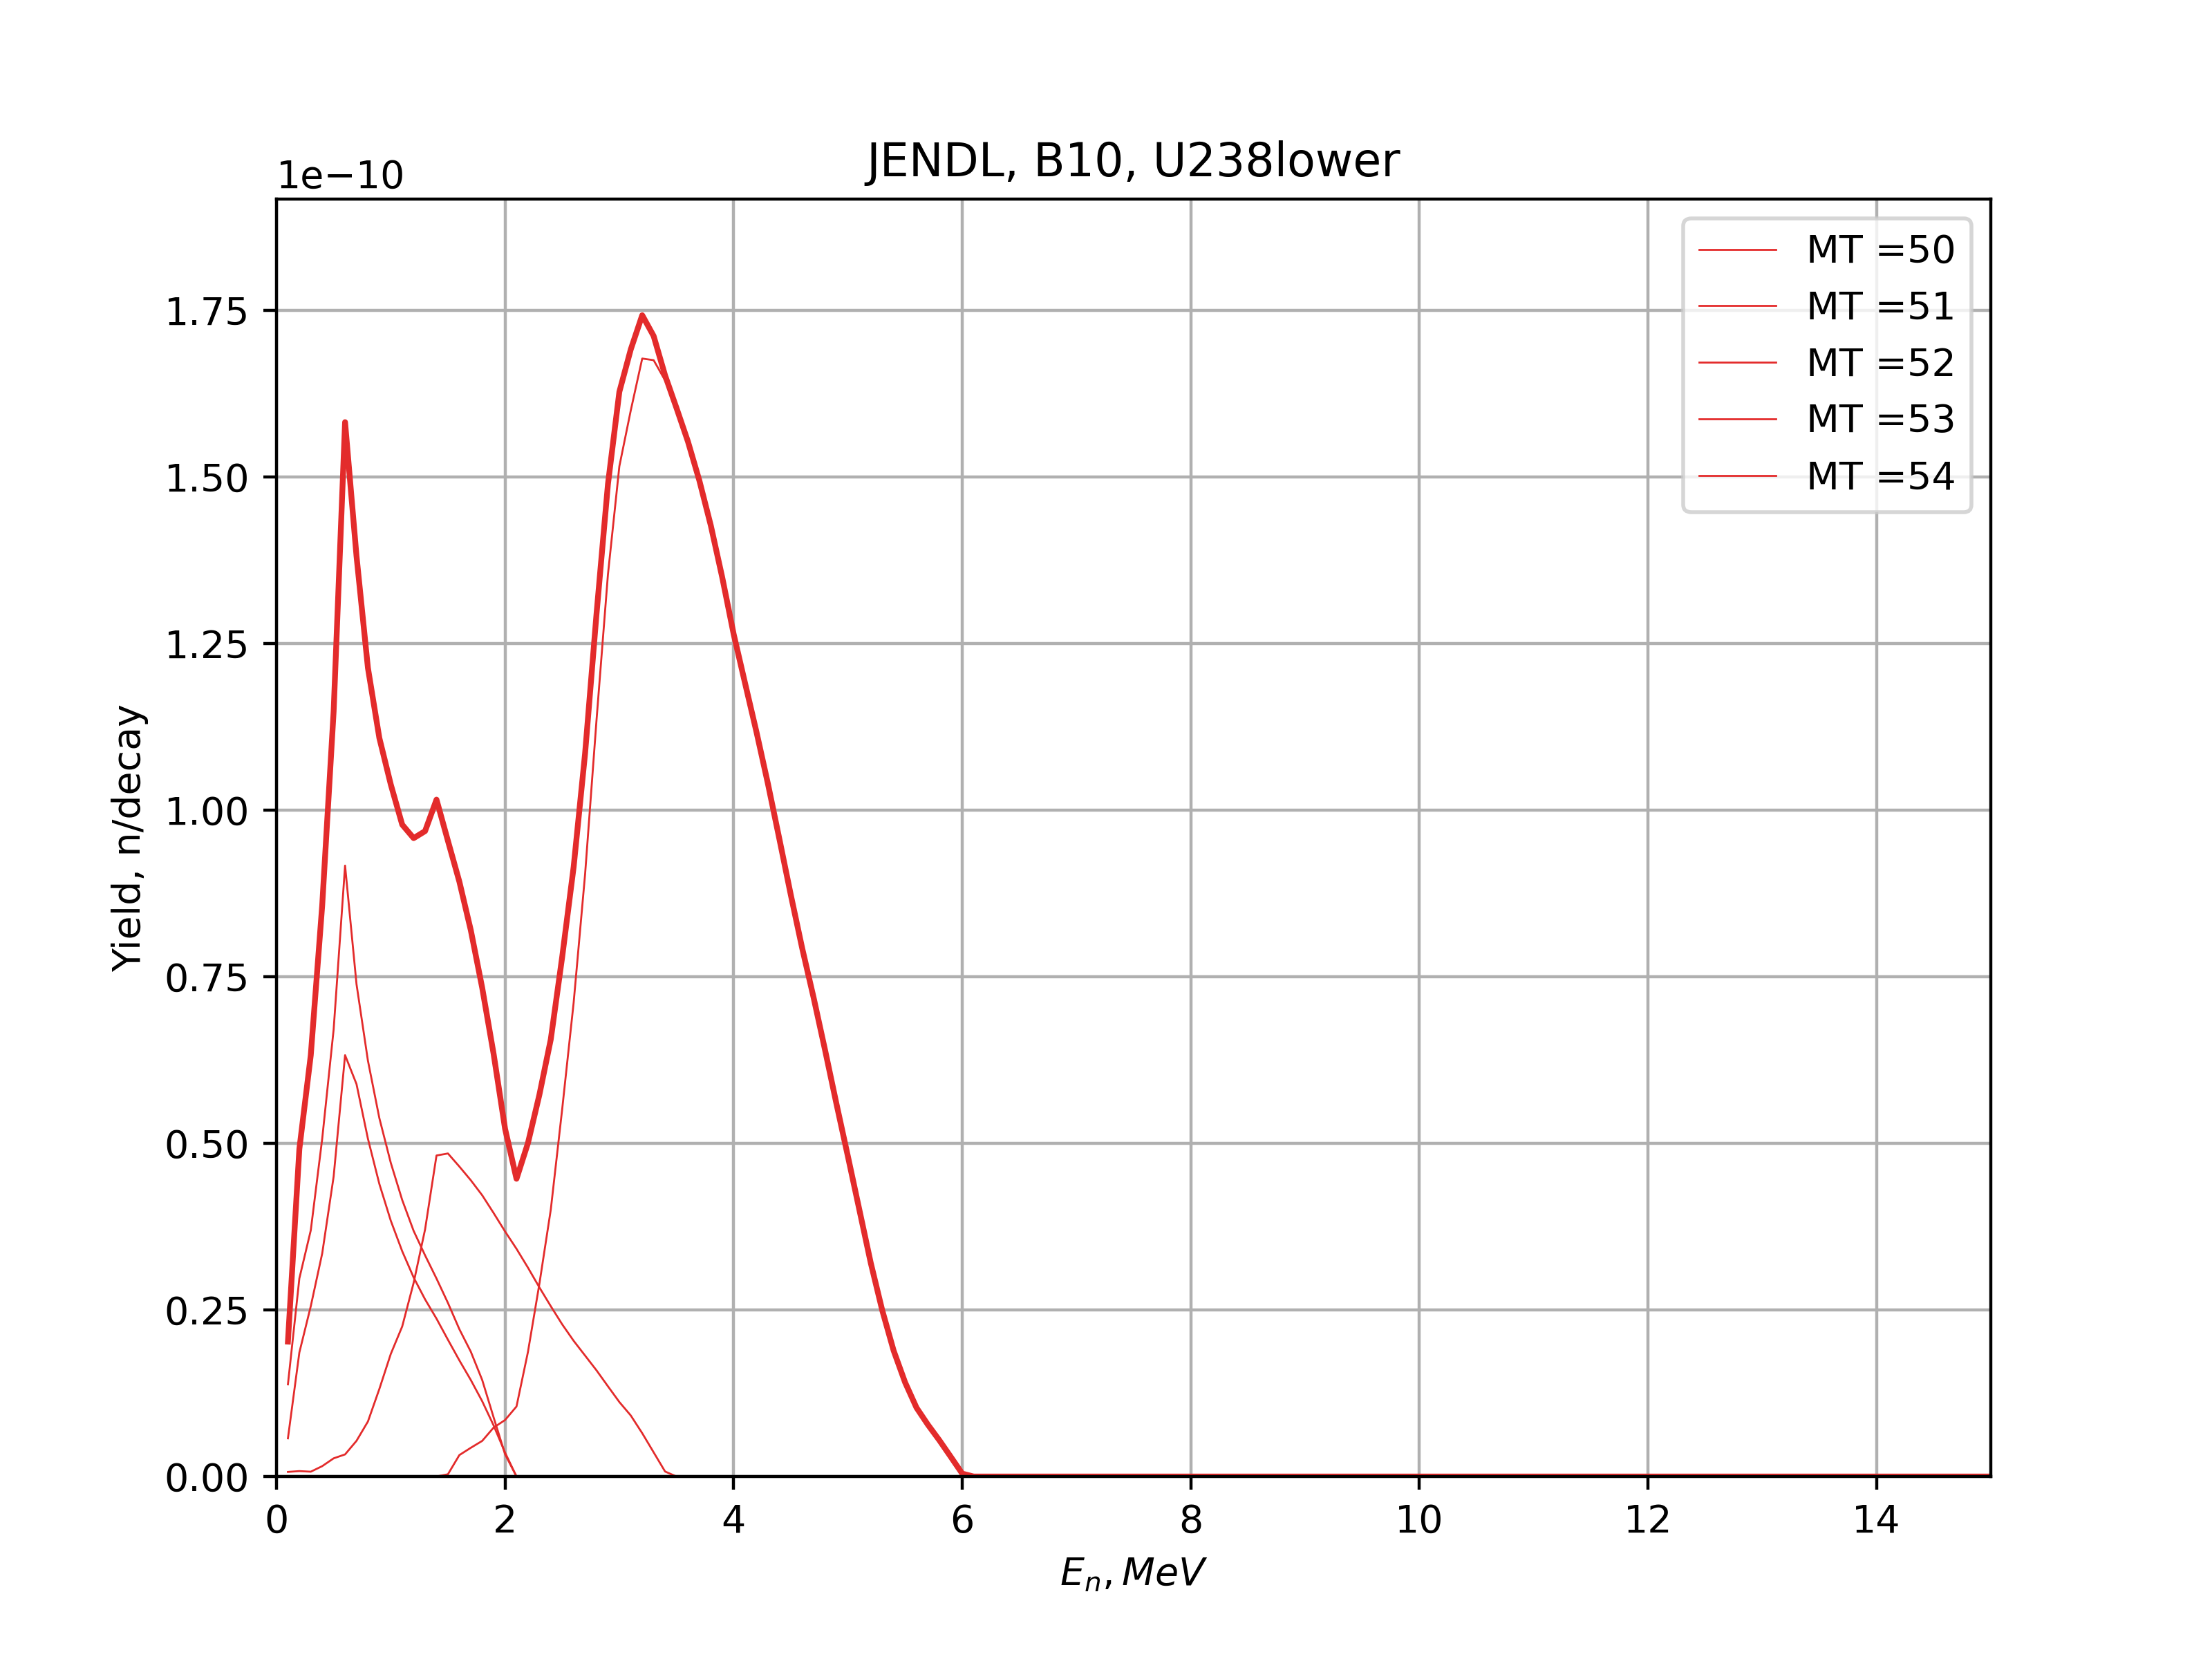 JENDL, B10, U238lower
1e−10
MT =50
MT =51
MT =52
MT =53
MT =54
1.75
1.50
1.25
1.00
0.75
0.50
0.25
0.00
Yield, n/decay
0 2 4 6 8 10 12 14
Eₙ, MeV